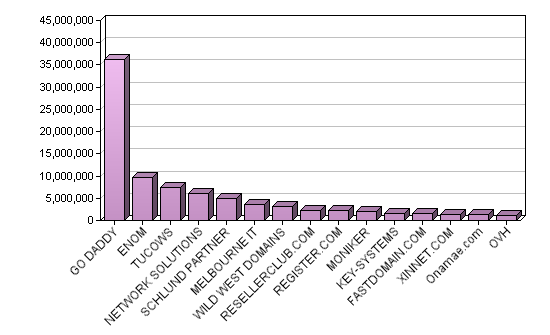 45,000,000
40,000,000
35,000,000
30,000,000
25,000,000
20,000,000
15,000,000
10,000,000
5,000,000
0
GO DADDY
ENOM
TUCOWS
NETWORK SOLUTIONS
SCHLUND PARTNER
MELBOURNE IT
WILD WEST DOMAINS
RESELLERCLUB.COM
REGISTER.COM
MONIKER
KEY-SYSTEMS
FASTDOMAIN.COM
XINNET.COM
Onamae.com
OVH